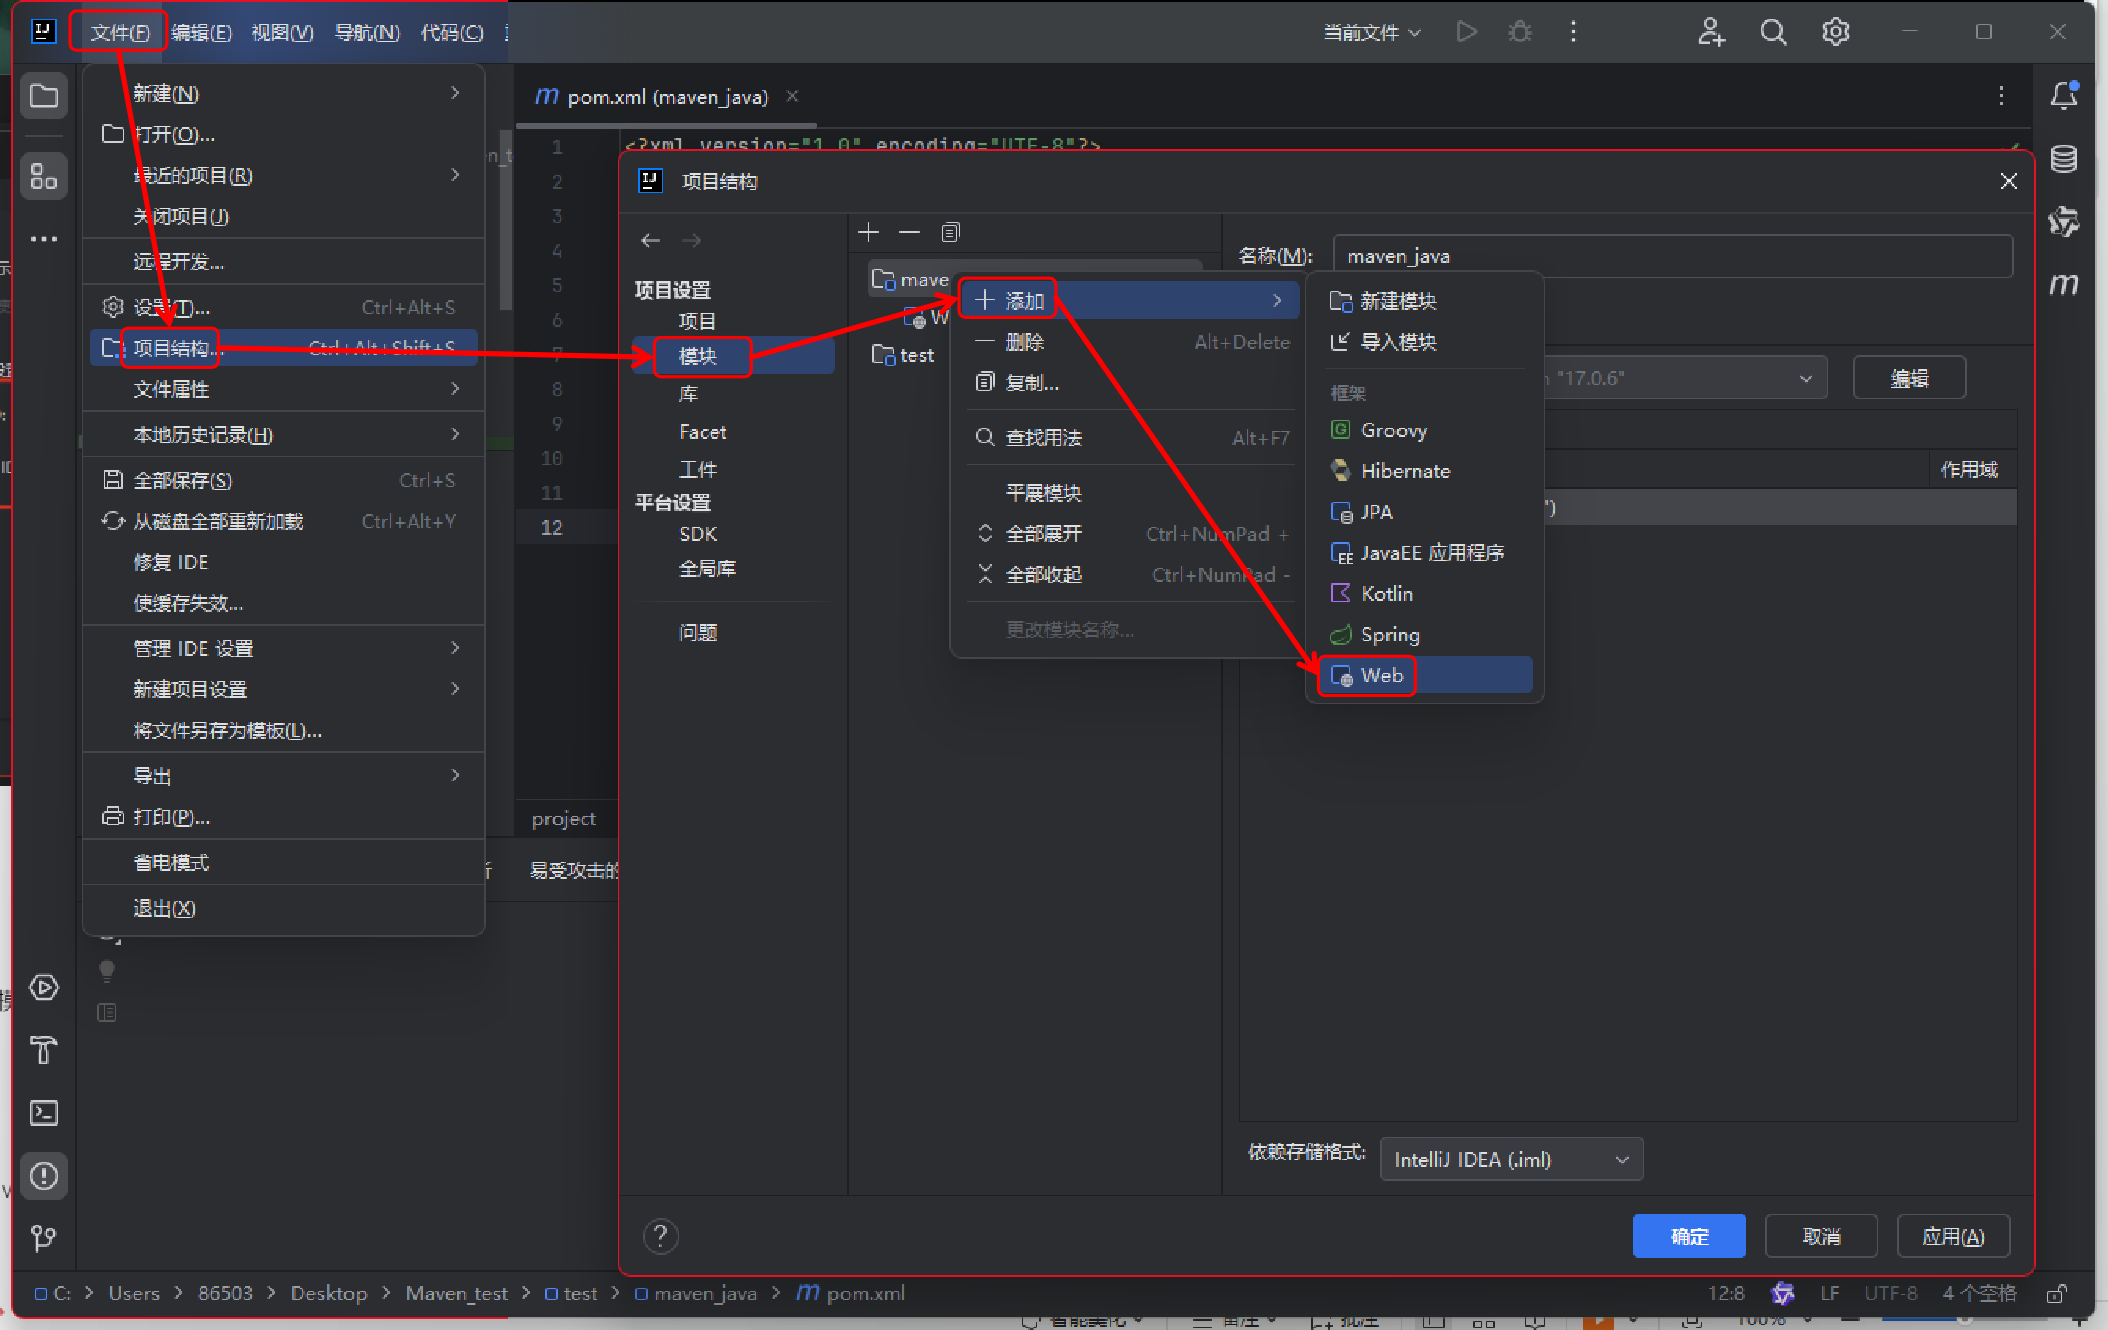 文件(F) 编辑(E) 视图(V) 导航(N) 代码(C)
当前文件
新建(N)
打开(O)...
最近的项目(R)
关闭项目(J)
远程开发...
设置(T)... Ctrl+Alt+S
项目结构... Ctrl+Alt+Shift+S
文件属性
本地历史记录(H)
全部保存(S) Ctrl+S
从磁盘全部重新加载 Ctrl+Alt+Y
修复 IDE
使缓存失效...
管理 IDE 设置
新建项目设置
将文件另存为模板(L)...
导出
打印(P)...
省电模式
退出(X)
pom.xml (maven_java)
1 <?xml version="1.0" encoding="UTF-8"?>
2
3
4
5
6
7
8
9
10
11
12
project
易受攻击的
项目结构
项目设置
项目
模块
库
Facet
工件
平台设置
SDK
全局库
问题
mave
W
test
添加
删除 Alt+Delete
复制...
查找用法 Alt+F7
平展模块
全部展开 Ctrl+NumPad +
全部收起 Ctrl+NumPad -
更改模块名称...
名称(M): maven_java
新建模块
导入模块
框架
Groovy
Hibernate
JPA
JavaEE 应用程序
Kotlin
Spring
Web
"17.0.6"
编辑
作用域
")
依赖存储格式: IntelliJ IDEA (.iml)
?
确定 取消 应用(A)
C: > Users > 86503 > Desktop > Maven_test > test > maven_java > pom.xml
12:8 LF UTF-8 4 个空格
智能美化 备注 批注 100%